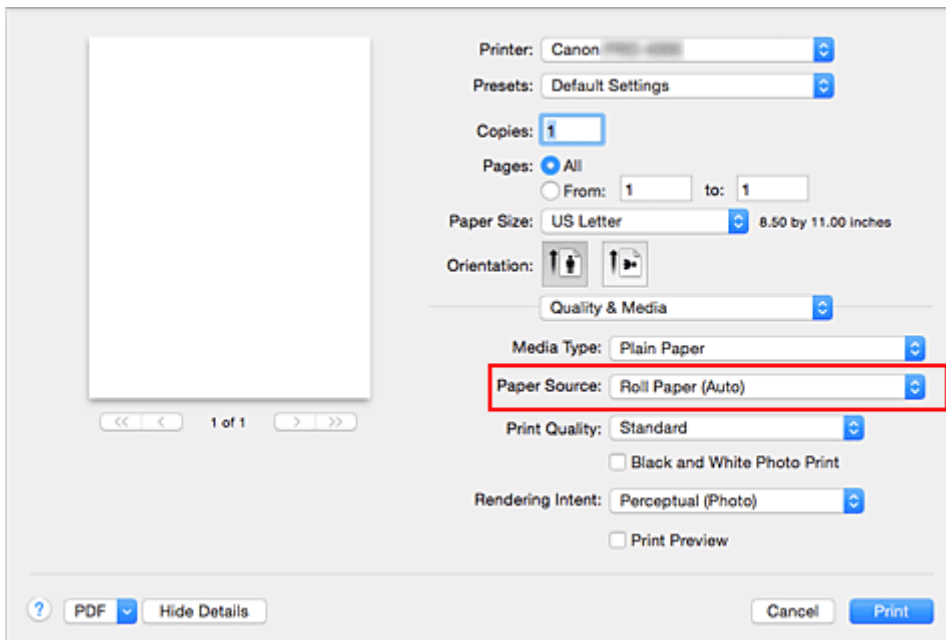 Printer: Canon
Presets: Default Settings
Copies: 1
Pages: All
From: 1 to: 1
Paper Size: US Letter 8.50 by 11.00 inches
Orientation:
Quality & Media
Media Type: Plain Paper
Paper Source: Roll Paper (Auto)
<< < 1 of 1 > >>
Print Quality: Standard
Black and White Photo Print
Rendering Intent: Perceptual (Photo)
Print Preview
? PDF Hide Details Cancel Print